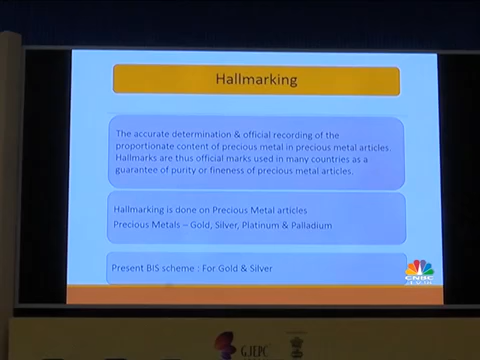 Hallmarking
The accurate determination & official recording of the
proportionate content of precious metal in precious metal articles.
Hallmarks are thus official marks used in many countries as a
guarantee of purity or fineness of precious metal articles.
Hallmarking is done on Precious Metal articles
Precious Metals – Gold, Silver, Platinum & Palladium
Present BIS scheme : For Gold & Silver
CNBC
GJEPC